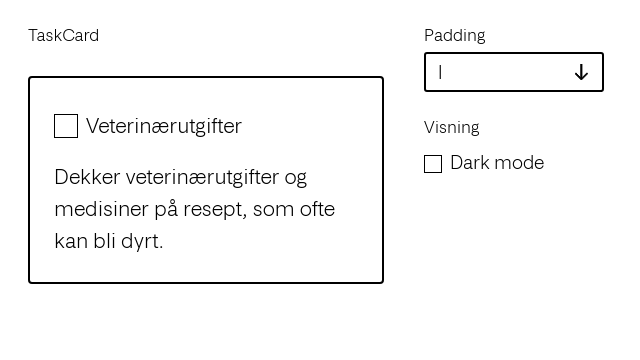 TaskCard
Veterinærutgifter
Dekker veterinærutgifter og
medisiner på resept, som ofte
kan bli dyrt.
Padding
l
Visning
Dark mode